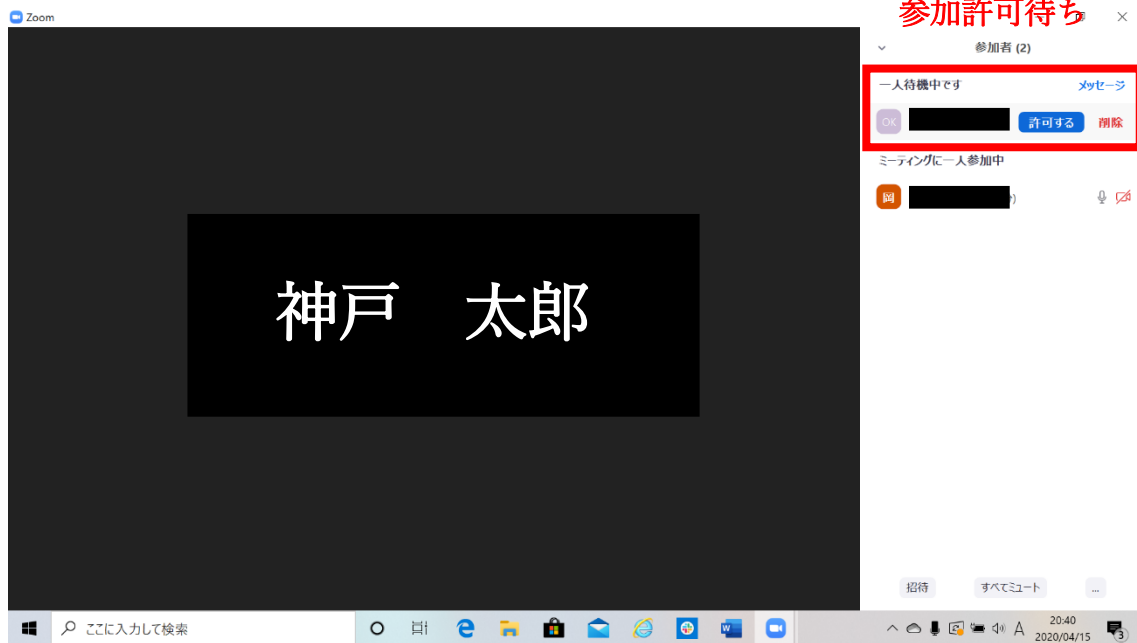 Zoom
参加許可待ち
参加者 (2)
一人待機中です メッセージ
OK 許可する 削除
ミーティングに一人参加中
岡
神戸 太郎
招待 すべてミュート ...
ここに入力して検索
A 20:40
2020/04/15
3